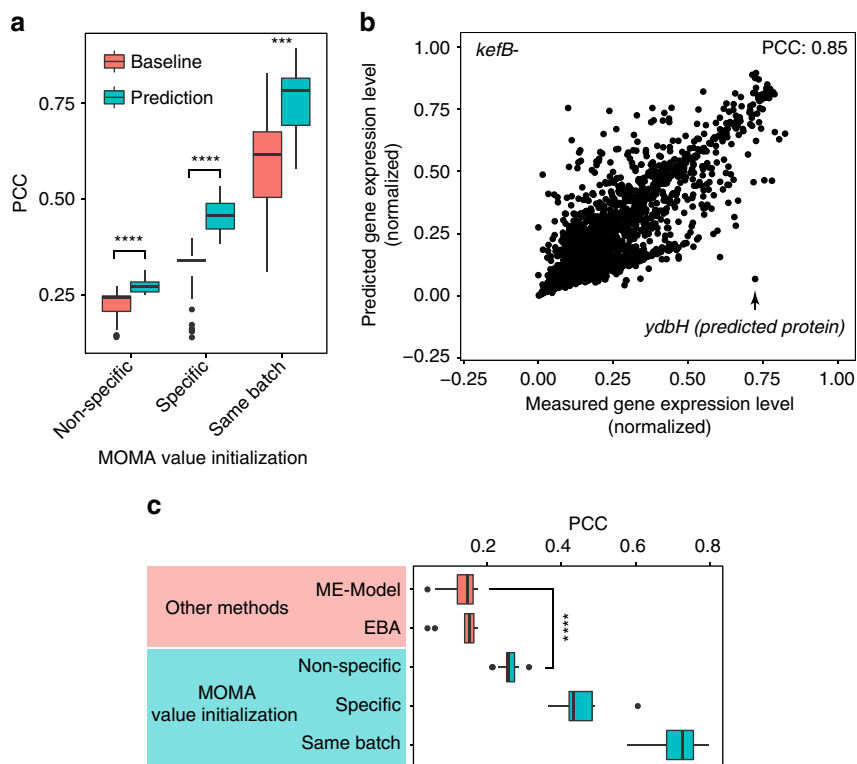 a
Baseline
Prediction
***
****
****
0.75
0.50
0.25
PCC
Non-specific
Specific
Same batch
MOMA value initialization
b
kefB-
PCC: 0.85
1.00
0.75
0.50
0.25
0.00
−0.25
Predicted gene expression level
(normalized)
ydbH (predicted protein)
−0.25
0.00
0.25
0.50
0.75
1.00
Measured gene expression level
(normalized)
c
PCC
0.2
0.4
0.6
0.8
Other methods
ME-Model
EBA
****
MOMA
value initialization
Non-specific
Specific
Same batch